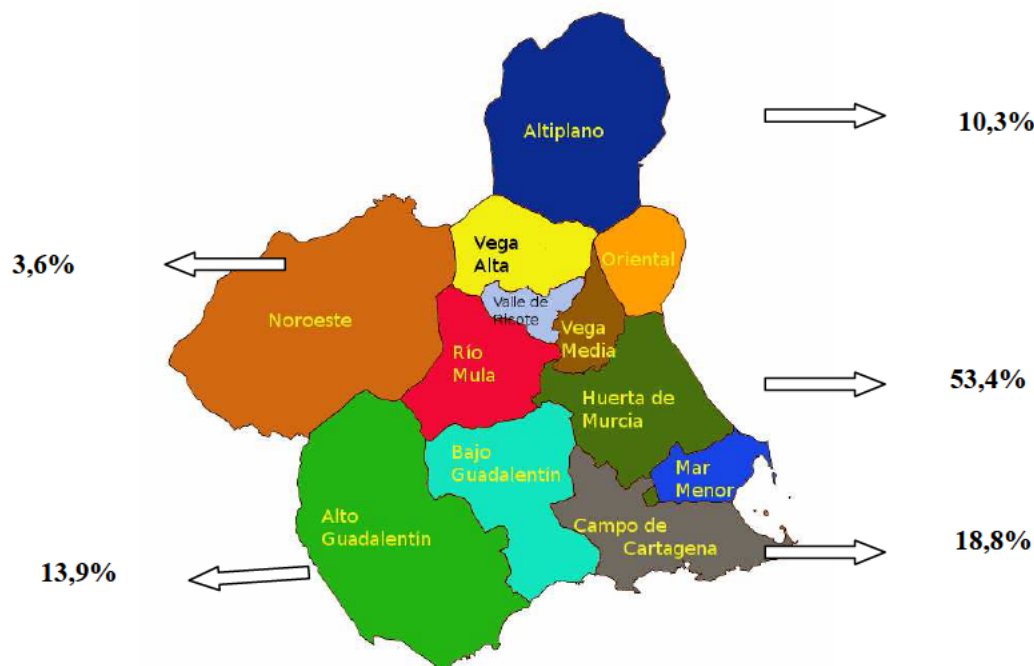 10,3%
Altiplano
Vega
Alta
Oriental
3,6%
Noroeste
Valle de
Ricote
Vega
Media
Río
Mula
53,4%
Huerta de
Murcia
Bajo
Guadalentín
Mar
Menor
Alto
Guadalentín
Campo de
Cartagena
18,8%
13,9%